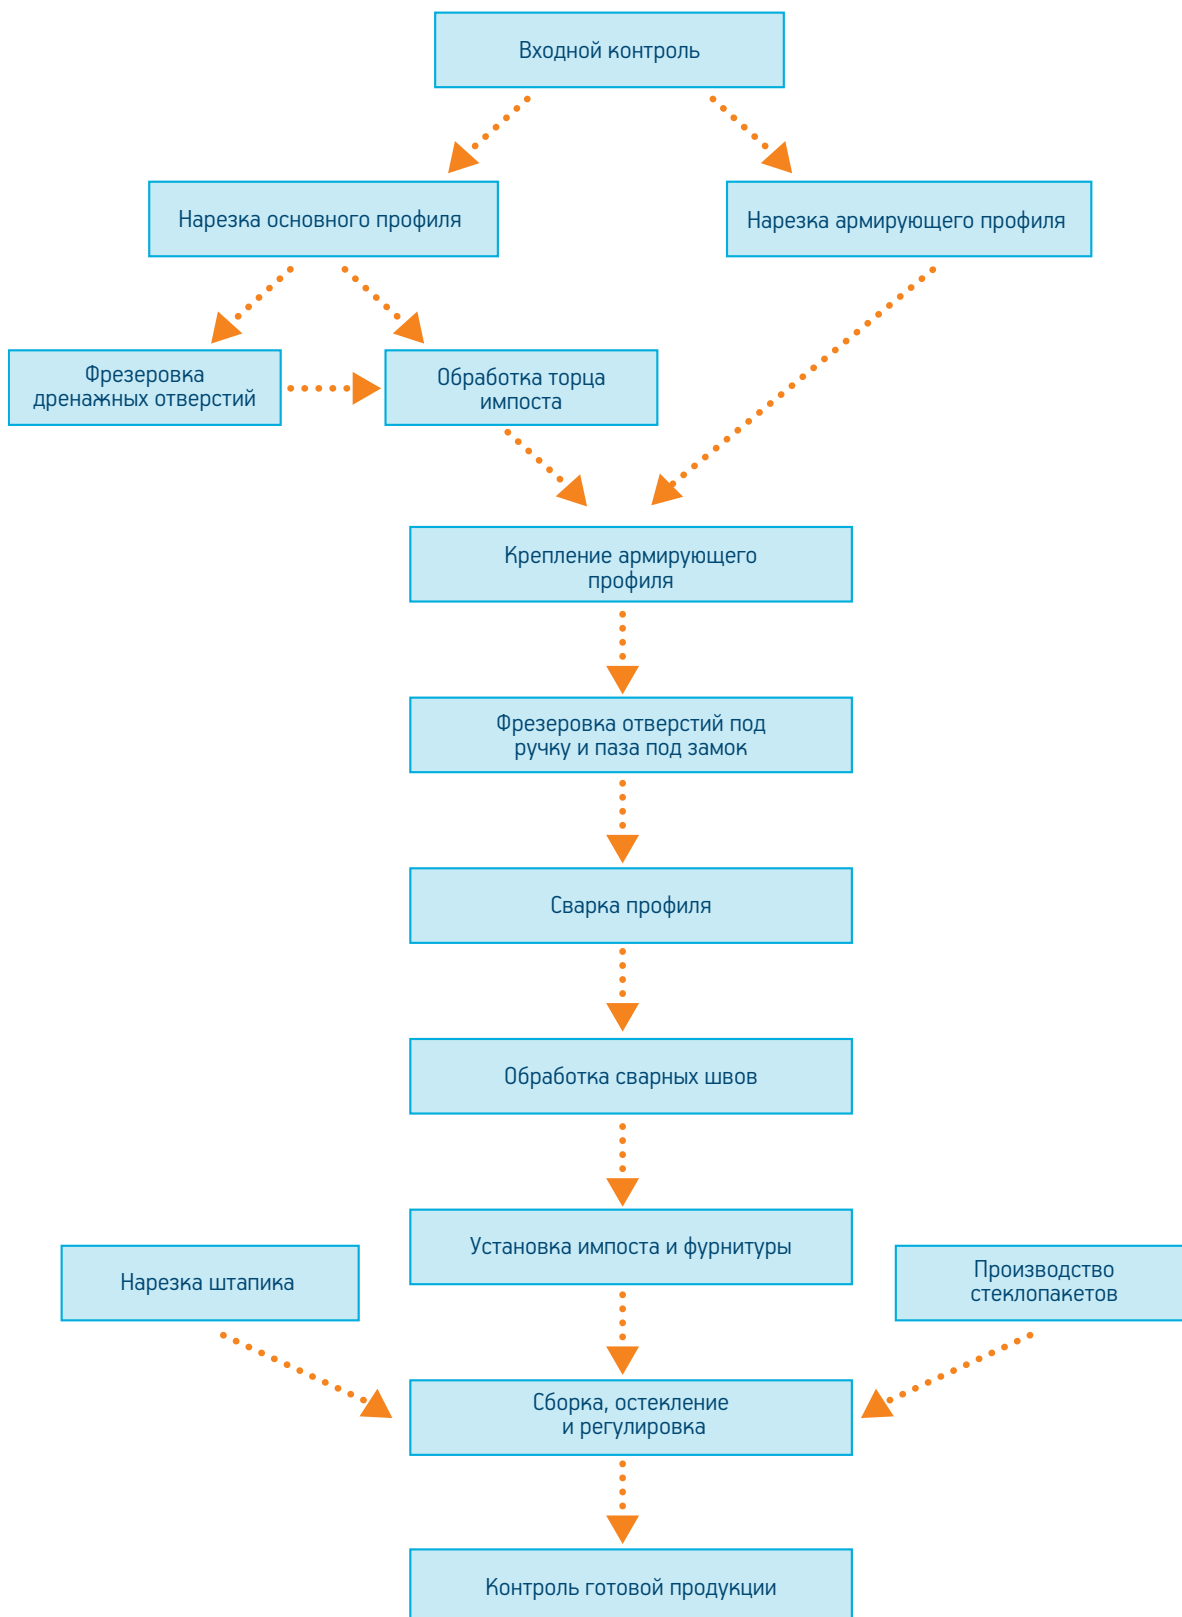 Входной контроль
Нарезка основного профиля
Нарезка армирующего профиля
Фрезеровка
дренажных отверстий
Обработка торца
импоста
Крепление армирующего
профиля
Фрезеровка отверстий под
ручку и паза под замок
Сварка профиля
Обработка сварных швов
Установка импоста и фурнитуры
Нарезка штапика
Производство
стеклопакетов
Сборка, остекление
и регулировка
Контроль готовой продукции